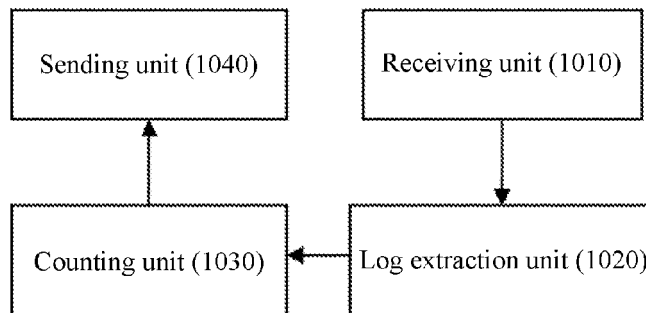 Sending unit (1040)
Receiving unit (1010)
Counting unit (1030)
Log extraction unit (1020)